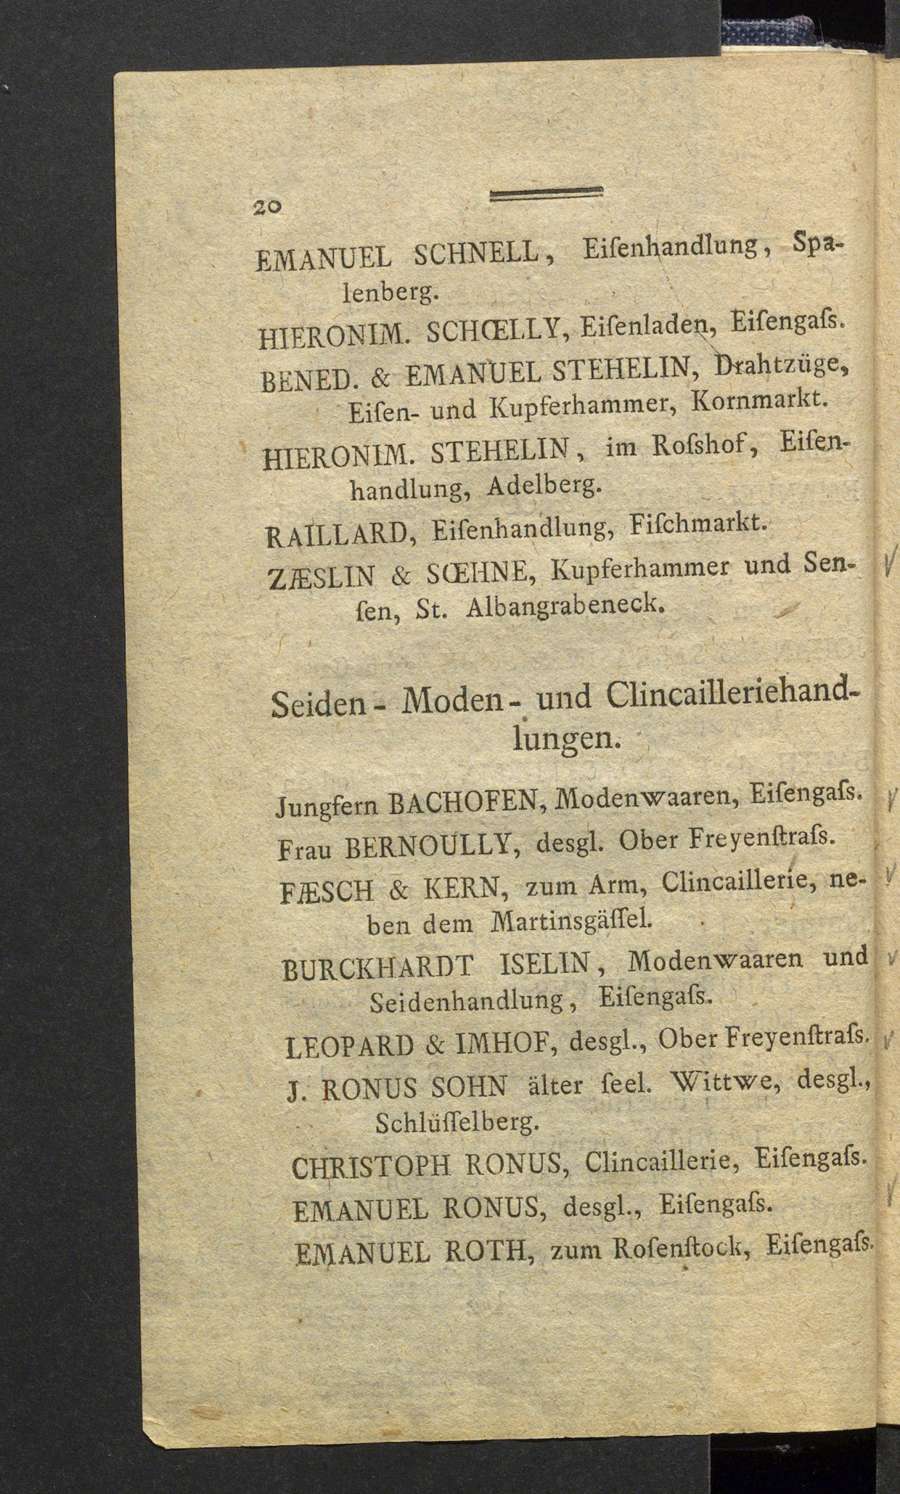 20
EMANUEL SCHNELL, Eiſenhandlung, Spa-
lenberg.
HIERONIM. SCHŒLLY, Eiſenladen, Eiſengaſs.
BENED. & EMANUEL STEHELIN, Drahtzüge,
Eiſen- und Kupferhammer, Kornmarkt.
HIERONIM. STEHELIN, im Roſshof, Eiſen-
handlung, Adelberg.
RAILLARD, Eiſenhandlung, Fiſchmarkt.
ZÆSLIN & SŒHNE, Kupferhammer und Sen-
ſen, St. Albangrabeneck.
Seiden- Moden- und Clincailleriehand-
lungen.
Jungfern BACHOFEN, Modenwaaren, Eiſengaſs.
Frau BERNOULLY, desgl. Ober Freyenſtraſs.
FÆSCH & KERN, zum Arm, Clincaillerie, ne-
ben dem Martinsgäſſel.
BURCKHARDT ISELIN, Modenwaaren und
Seidenhandlung, Eiſengaſs.
LEOPARD & IMHOF, desgl., Ober Freyenſtraſs.
J. RONUS SOHN älter ſeel. Wittwe, desgl.,
Schlüſſelberg.
CHRISTOPH RONUS, Clincaillerie, Eiſengaſs.
EMANUEL RONUS, desgl., Eiſengaſs.
EMANUEL ROTH, zum Roſenſtock, Eiſengaſs.